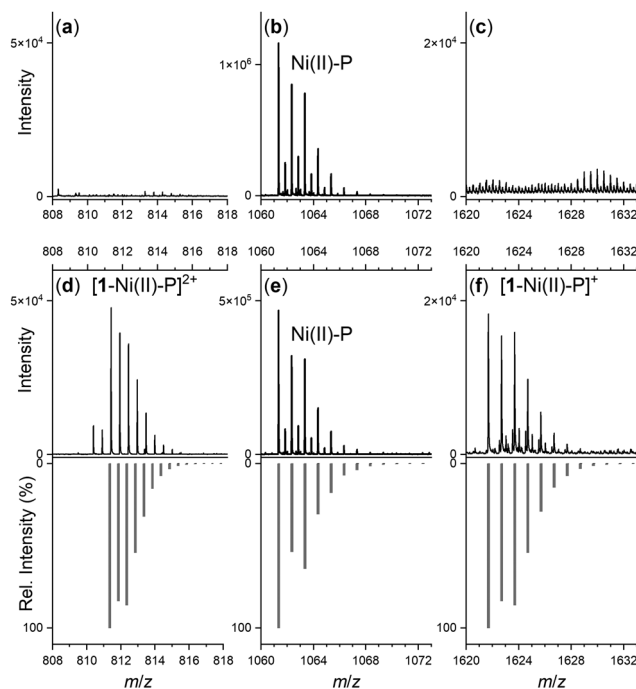 (a) (b) (c)
Ni(II)-P
5×10⁴ 1×10⁶ 2×10⁴
Intensity
0 0 0
808 810 812 814 816 818 1060 1064 1068 1072 1620 1624 1628 1632
808 810 812 814 816 818 1060 1064 1068 1072 1620 1624 1628 1632
(d) [1-Ni(II)-P]²⁺ (e) (f) [1-Ni(II)-P]⁺
Ni(II)-P
5×10⁴ 5×10⁵ 2×10⁴
Intensity
0 0 0
0 0 0
Rel. Intensity (%)
100 100 100
808 810 812 814 816 818 1060 1064 1068 1072 1620 1624 1628 1632
m/z m/z m/z